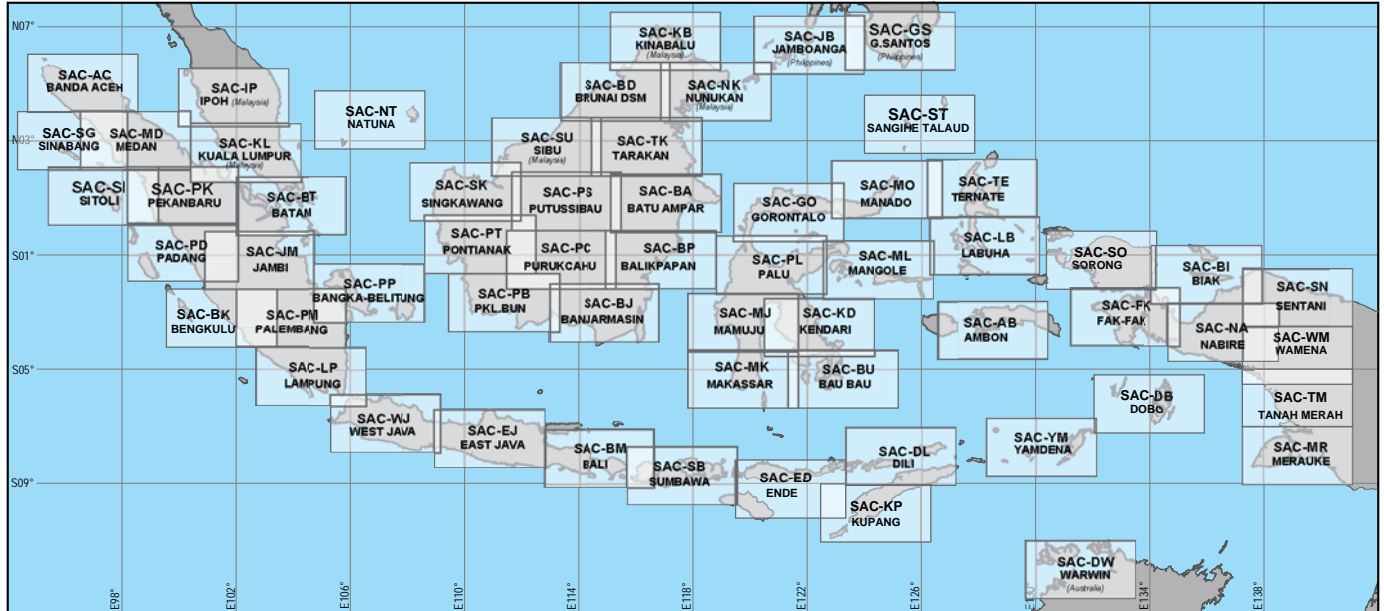 N07°
N03°
S01°
S05°
S09°
SAC-KB
KINABALU
(Malaysia)
SAC-JB
JAMBOANGA
(Philippines)
SAC-GS
G.SANTOS
(Philippines)
SAC-AC
BANDA ACEH
SAC-IP
IPOH (Malaysia)
SAC-NT
NATUNA
SAC-BD
BRUNAI DSM
SAC-NK
NUNUKAN
(Malaysia)
SAC-ST
SANGIHE TALAUD
SAC-SG
SINABANG
SAC-MD
MEDAN
SAC-KL
KUALA LUMPUR
(Malaysia)
SAC-SU
SIBU
(Malaysia)
SAC-TK
TARAKAN
SAC-SI
SITOLI
SAC-PK
PEKANBARU
SAC-BT
BATAN
SAC-SK
SINGKAWANG
SAC-PS
PUTUSSIBAU
SAC-BA
BATU AMPAR
SAC-GO
GORONTALO
SAC-MO
MANADO
SAC-TE
TERNATE
SAC-PD
PADANG
SAC-JM
JAMBI
SAC-PT
PONTIANAK
SAC-PC
PURUKCAHU
SAC-BP
BALIKPAPAN
SAC-PL
PALU
SAC-ML
MANGOLE
SAC-LB
LABUHA
SAC-SO
SORONG
SAC-BI
BIAK
SAC-SN
SENTANI
SAC-BK
BENGKULU
SAC-PM
PALEMBANG
SAC-PP
BANGKA-BELITUNG
SAC-PB
PKL.BUN
SAC-BJ
BANJARMASIN
SAC-MJ
MAMUJU
SAC-KD
KENDARI
SAC-AB
AMBON
SAC-FK
FAK-FAK
SAC-NA
NABIRE
SAC-WM
WAMENA
SAC-LP
LAMPUNG
SAC-MK
MAKASSAR
SAC-BU
BAU BAU
SAC-DB
DOBO
SAC-TM
TANAH MERAH
SAC-WJ
WEST JAVA
SAC-EJ
EAST JAVA
SAC-BM
BALI
SAC-SB
SUMBAWA
SAC-ED
ENDE
SAC-DL
DILI
SAC-YM
YAMDENA
SAC-MR
MERAUKE
SAC-KP
KUPANG
SAC-DW
WARWIN
(Australia)
E98°
E102°
E106°
E110°
E114°
E118°
E122°
E126°
E134°
E138°